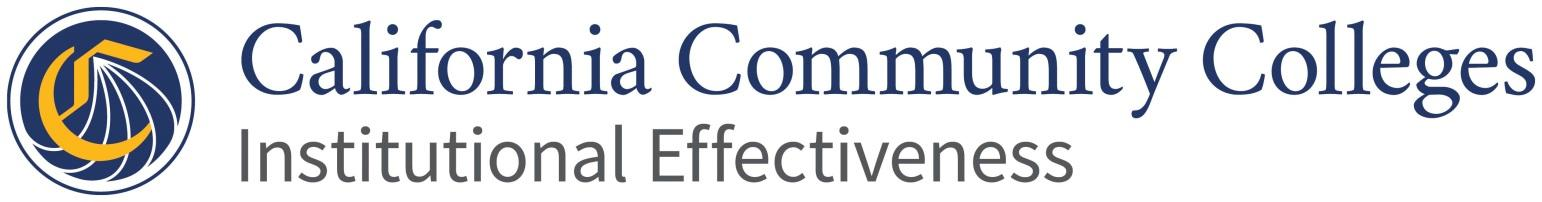 California Community Colleges
Institutional Effectiveness